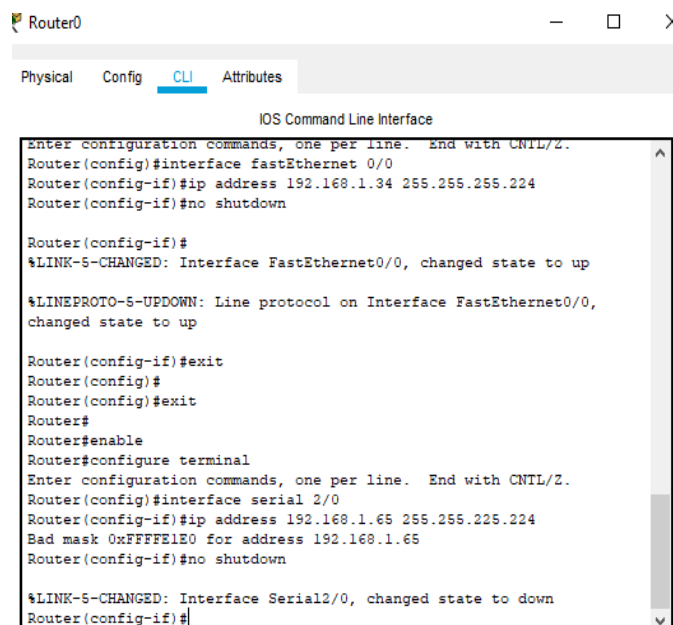 Router0
Physical Config CLI Attributes
IOS Command Line Interface
Enter configuration commands, one per line. End with CNTL/Z.
Router(config)#interface fastEthernet 0/0
Router(config-if)#ip address 192.168.1.34 255.255.255.224
Router(config-if)#no shutdown
Router(config-if)#
%LINK-5-CHANGED: Interface FastEthernet0/0, changed state to up
%LINEPROTO-5-UPDOWN: Line protocol on Interface FastEthernet0/0,
changed state to up
Router(config-if)#exit
Router(config)#
Router(config)#exit
Router#
Router#enable
Router#configure terminal
Enter configuration commands, one per line. End with CNTL/Z.
Router(config)#interface serial 2/0
Router(config-if)#ip address 192.168.1.65 255.255.225.224
Bad mask 0xFFFFE1E0 for address 192.168.1.65
Router(config-if)#no shutdown
%LINK-5-CHANGED: Interface Serial2/0, changed state to down
Router(config-if)#